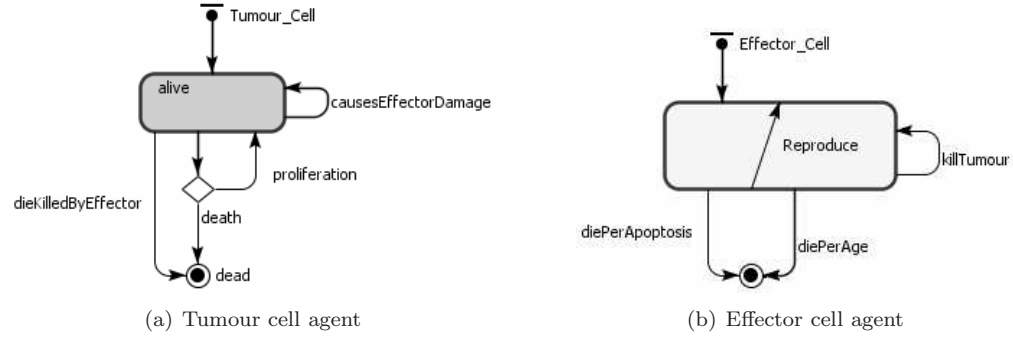 Tumour_Cell
alive
causesEffectorDamage
proliferation
dieKilledByEffector
death
dead
(a) Tumour cell agent
Effector_Cell
Reproduce
killTumour
diePerApoptosis
diePerAge
(b) Effector cell agent